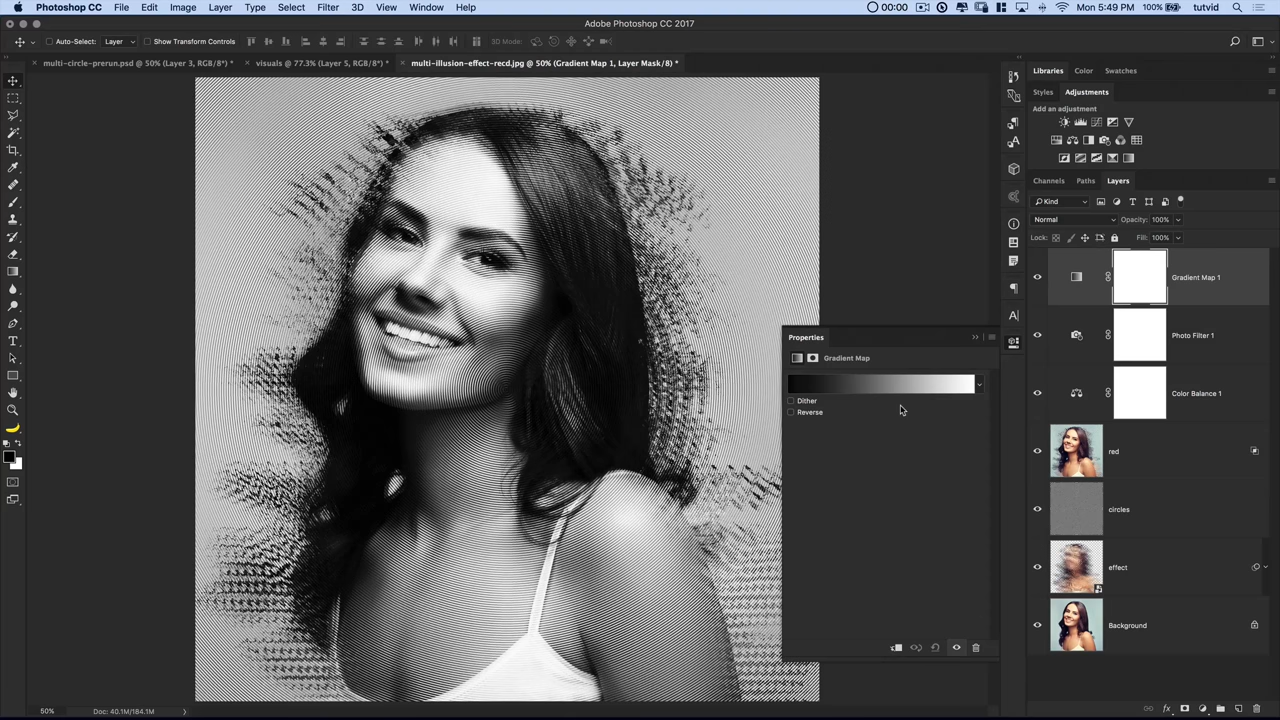 Photoshop CC File Edit Image Layer Type Select Filter 3D View Window Help 00:00 100% Mon 5:49 PM tutvid
Adobe Photoshop CC 2017
Auto-Select: Layer Show Transform Controls 3D Mode:
multi-circle-prerun.psd @ 50% (Layer 3, RGB/8*) * visuals @ 77.3% (Layer 5, RGB/8*) * multi-illusion-effect-recd.jpg @ 50% (Gradient Map 1, Layer Mask/8) *
Libraries Color Swatches
Styles Adjustments
Add an adjustment
Channels Paths Layers
Kind
Normal Opacity: 100%
Lock: Fill: 100%
Gradient Map 1
Photo Filter 1
Color Balance 1
red
circles
effect
Background
Properties
Gradient Map
Dither
Reverse
50% Doc: 40.1M/184.1M